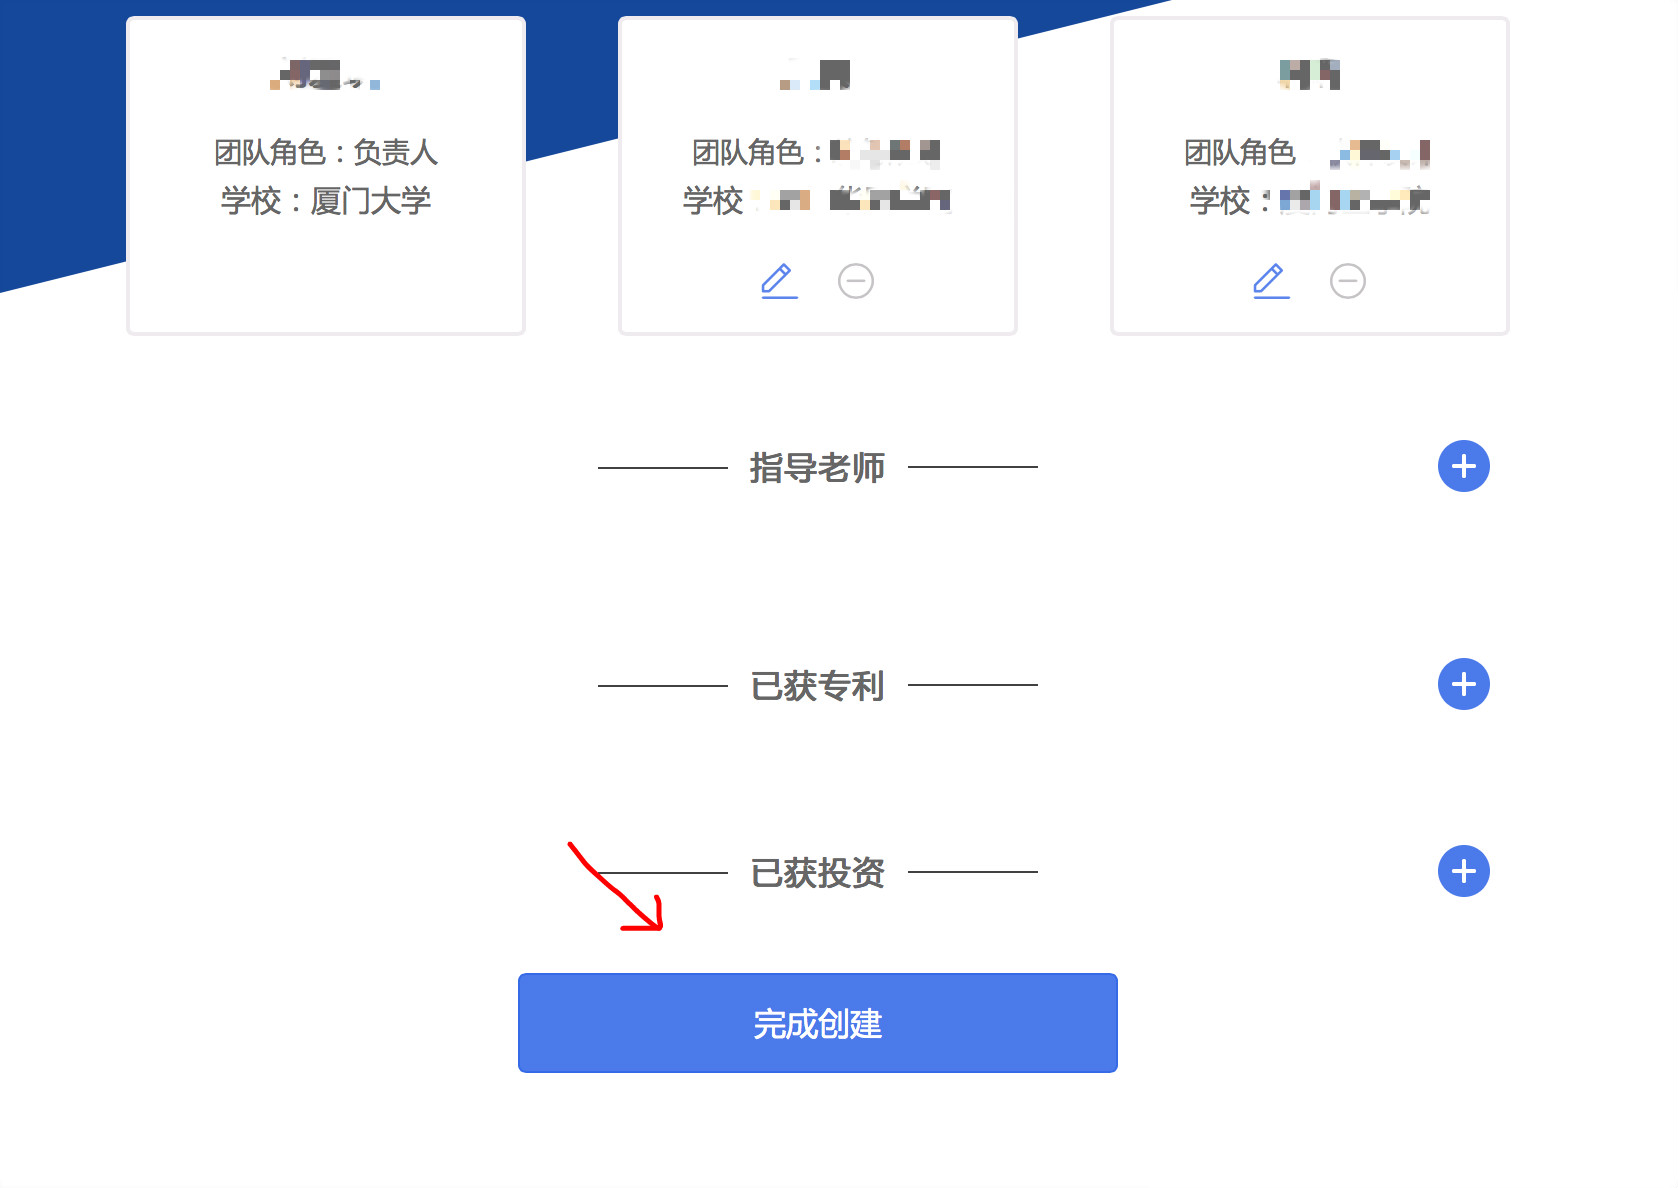 团队角色：负责人
学校：厦门大学
团队角色：
学校
团队角色
学校：
指导老师
已获专利
已获投资
完成创建